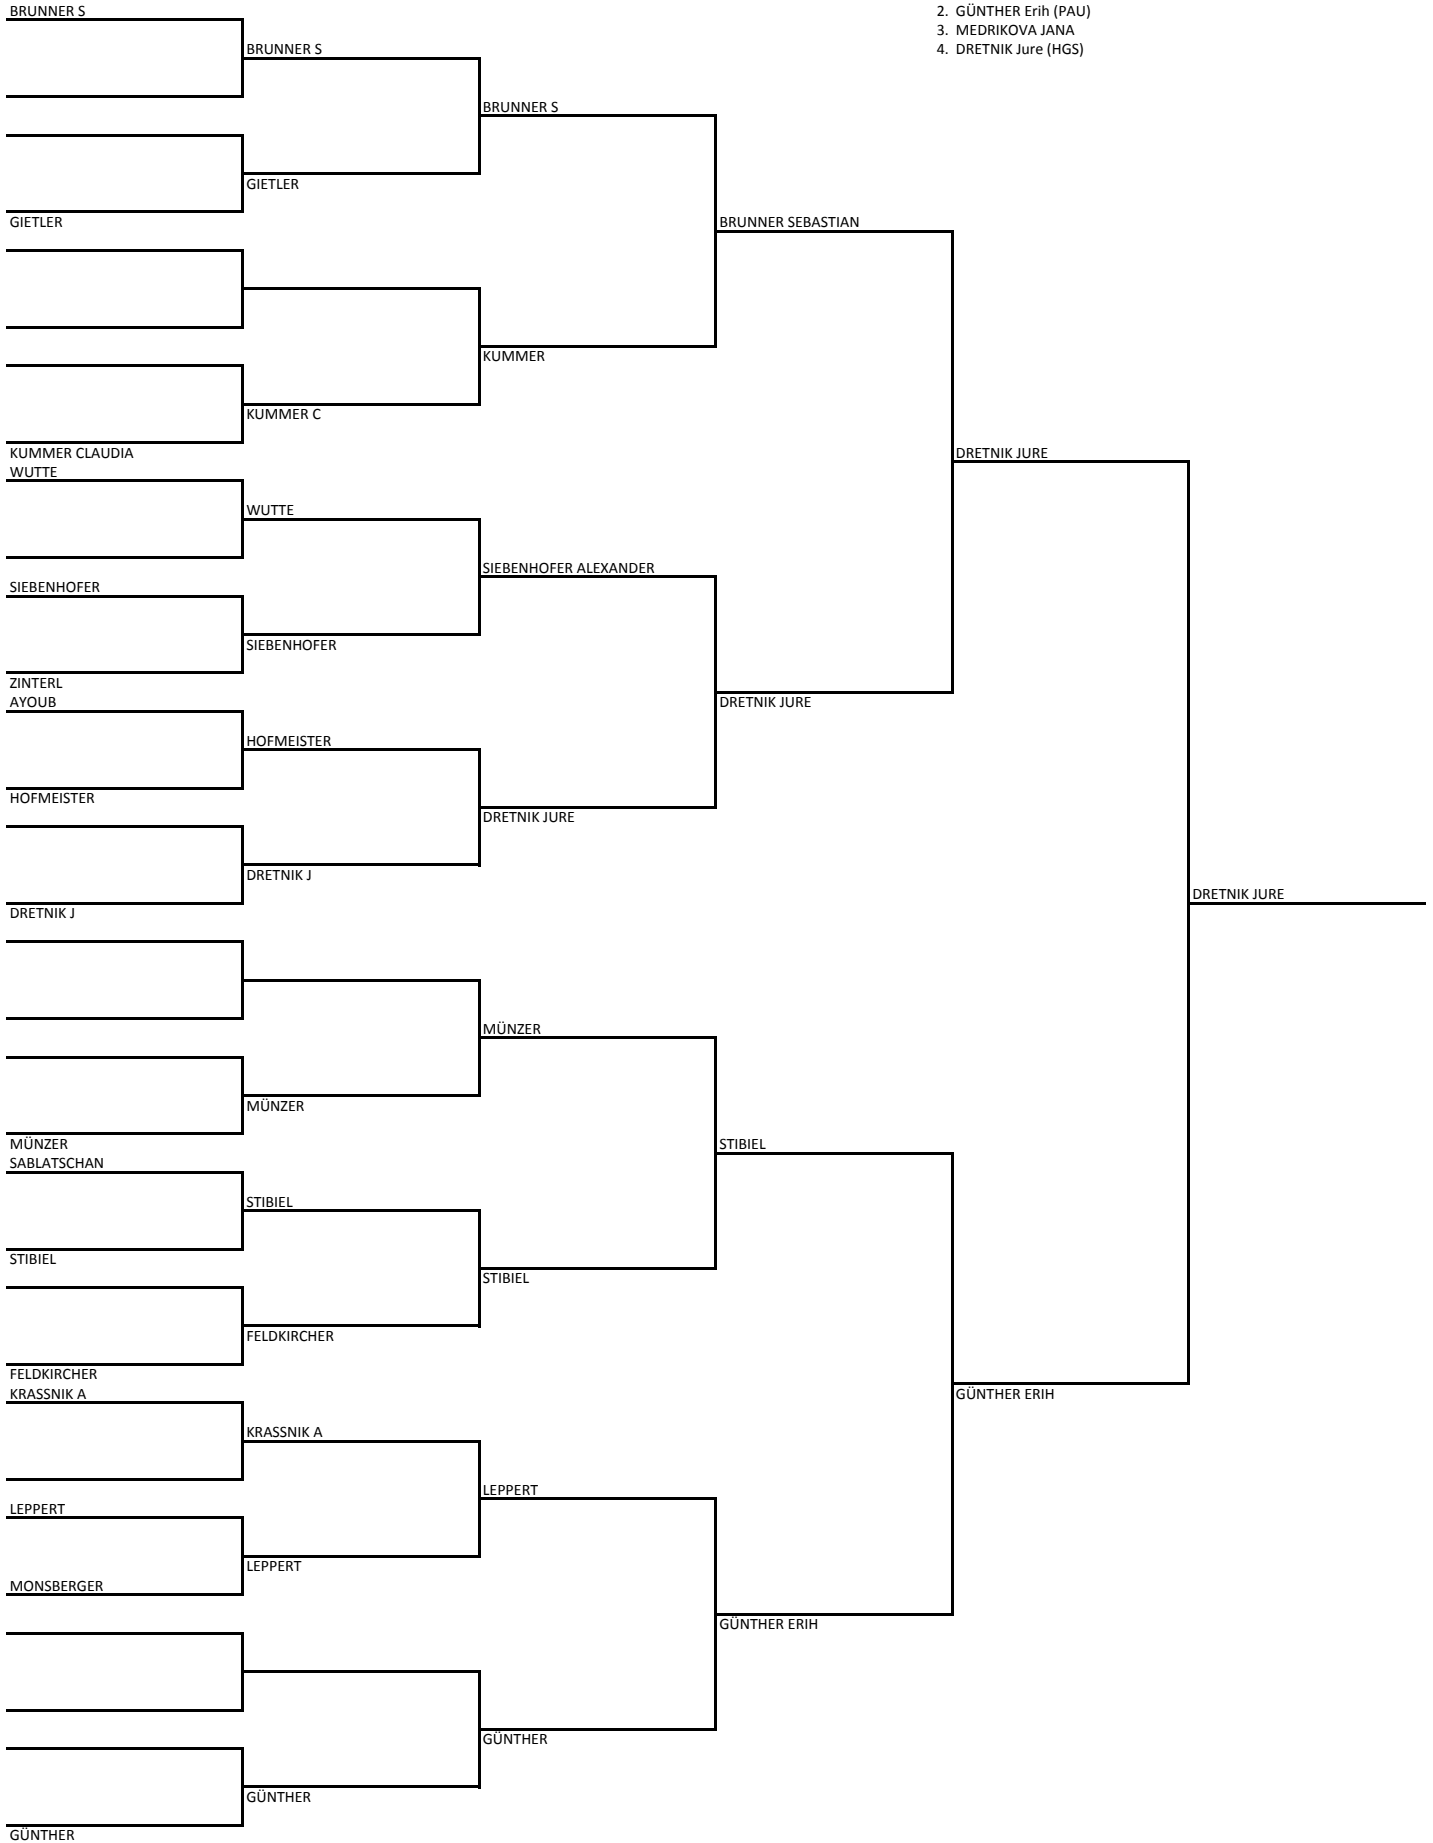 BRUNNER S
2. GÜNTHER Erih (PAU)
3. MEDRIKOVA JANA
4. DRETNIK Jure (HGS)
BRUNNER S
BRUNNER S
GIETLER
GIETLER
BRUNNER SEBASTIAN
KUMMER
KUMMER C
KUMMER CLAUDIA
DRETNIK JURE
WUTTE
WUTTE
SIEBENHOFER ALEXANDER
SIEBENHOFER
SIEBENHOFER
ZINTERL
AYOUB
DRETNIK JURE
HOFMEISTER
HOFMEISTER
DRETNIK JURE
DRETNIK J
DRETNIK JURE
DRETNIK J
MÜNZER
MÜNZER
MÜNZER
STIBIEL
SABLATSCHAN
STIBIEL
STIBIEL
STIBIEL
FELDKIRCHER
FELDKIRCHER
KRASSNIK A
GÜNTHER ERIH
KRASSNIK A
LEPPERT
LEPPERT
LEPPERT
MONSBERGER
GÜNTHER ERIH
GÜNTHER
GÜNTHER
GÜNTHER